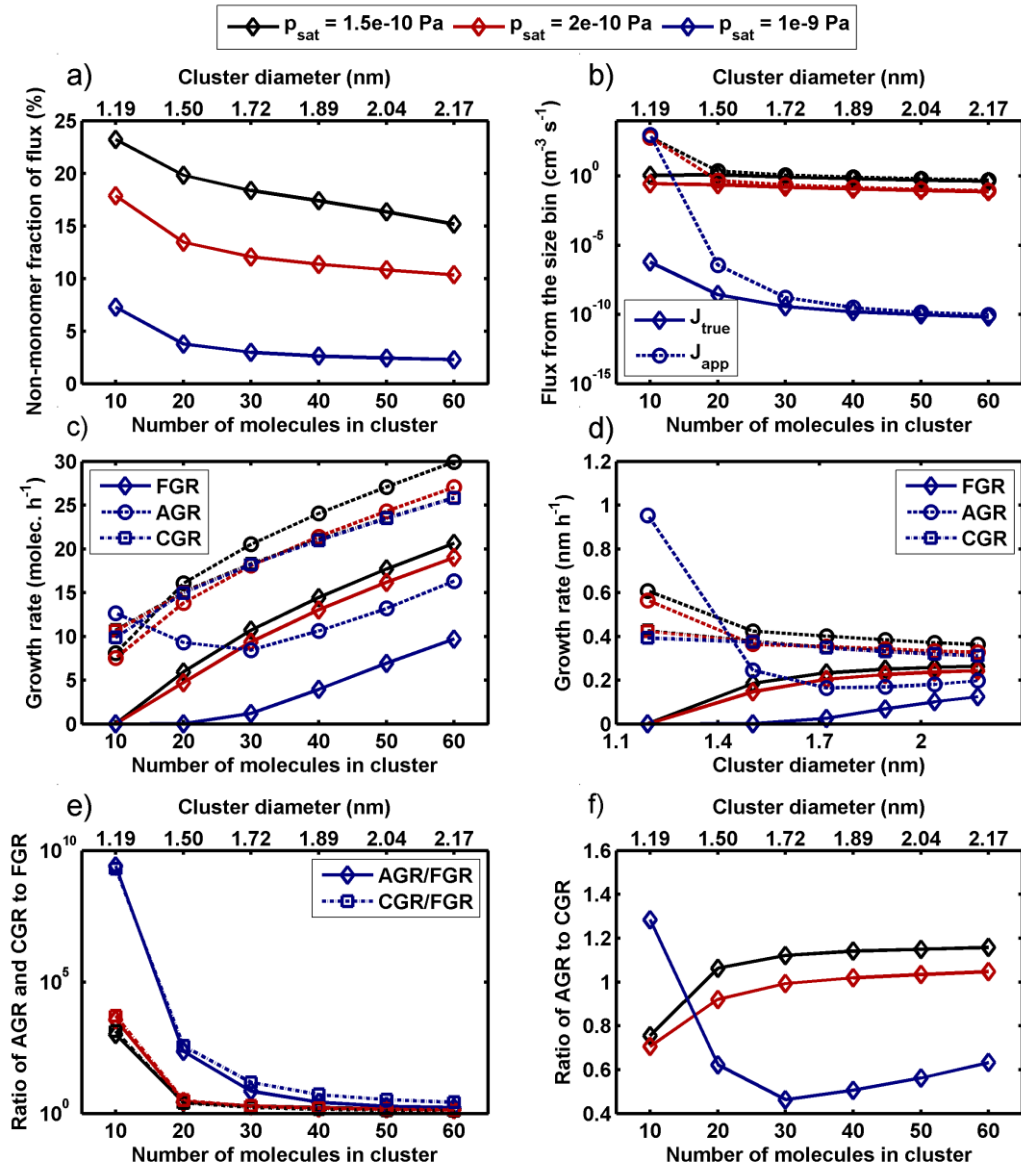 p_sat = 1.5e-10 Pa p_sat = 2e-10 Pa p_sat = 1e-9 Pa
a)
Cluster diameter (nm)
1.19 1.50 1.72 1.89 2.04 2.17
Non-monomer fraction of flux (%)
25
20
15
10
5
0
10 20 30 40 50 60
Number of molecules in cluster
b)
Cluster diameter (nm)
1.19 1.50 1.72 1.89 2.04 2.17
Flux from the size bin (cm^-3 s^-1)
10^0
10^-5
10^-10
10^-15
J_true
J_app
10 20 30 40 50 60
Number of molecules in cluster
c)
Growth rate (molec. h^-1)
30
25
20
15
10
5
0
FGR
AGR
CGR
10 20 30 40 50 60
Number of molecules in cluster
d)
Growth rate (nm h^-1)
1.2
1
0.8
0.6
0.4
0.2
0
FGR
AGR
CGR
1.1 1.4 1.7 2
Cluster diameter (nm)
e)
Cluster diameter (nm)
1.19 1.50 1.72 1.89 2.04 2.17
Ratio of AGR and CGR to FGR
10^10
10^5
10^0
AGR/FGR
CGR/FGR
10 20 30 40 50 60
Number of molecules in cluster
f)
Cluster diameter (nm)
1.19 1.50 1.72 1.89 2.04 2.17
Ratio of AGR to CGR
1.6
1.4
1.2
1
0.8
0.6
0.4
10 20 30 40 50 60
Number of molecules in cluster